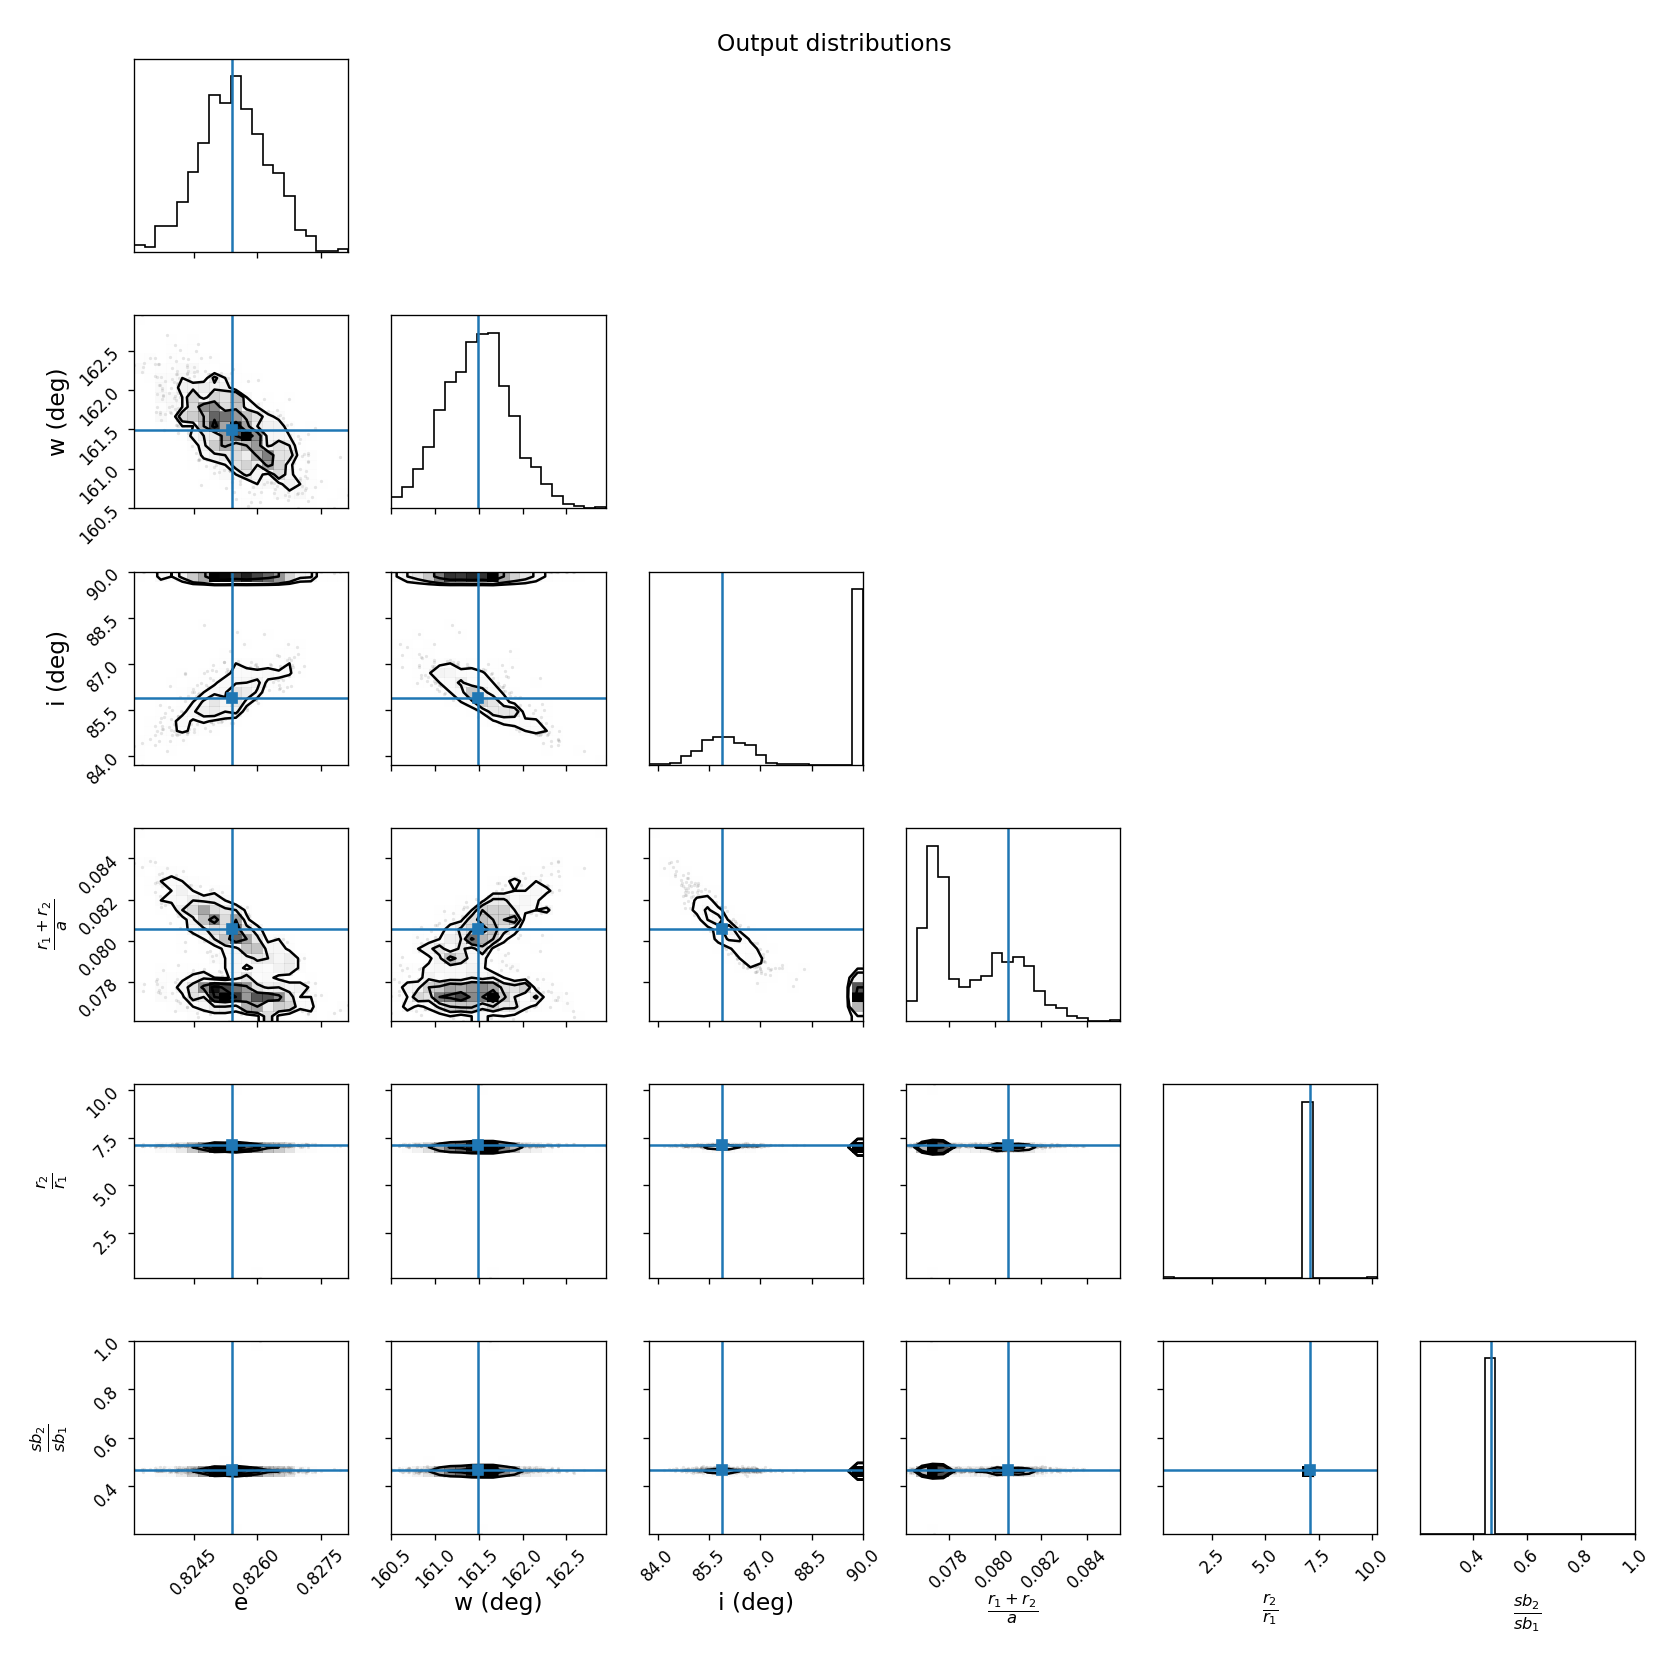 Output distributions
w (deg)
162.5
162.0
161.5
161.0
160.5
i (deg)
90.0
88.5
87.0
85.5
84.0
r1 + r2
a
0.084
0.082
0.080
0.078
r2
r1
10.0
7.5
5.0
2.5
sb2
sb1
1.0
0.8
0.6
0.4
0.8245 0.8260 0.8275 160.5 161.0 161.5 162.0 162.5 84.0 85.5 87.0 88.5 90.0 0.078 0.080 0.082 0.084 2.5 5.0 7.5 10.0 0.4 0.6 0.8 1.0
e w (deg) i (deg)
r1 + r2
a
r2
r1
sb2
sb1